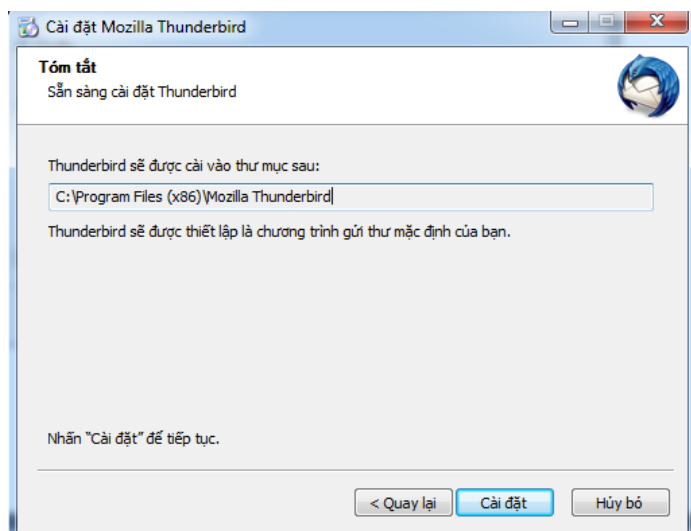 Cài đặt Mozilla Thunderbird
Tóm tắt
Sẵn sàng cài đặt Thunderbird
Thunderbird sẽ được cài vào thư mục sau:
C:\Program Files (x86)\Mozilla Thunderbird
Thunderbird sẽ được thiết lập là chương trình gửi thư mặc định của bạn.
Nhấn "Cài đặt" để tiếp tục.
< Quay lại Cài đặt Hủy bỏ